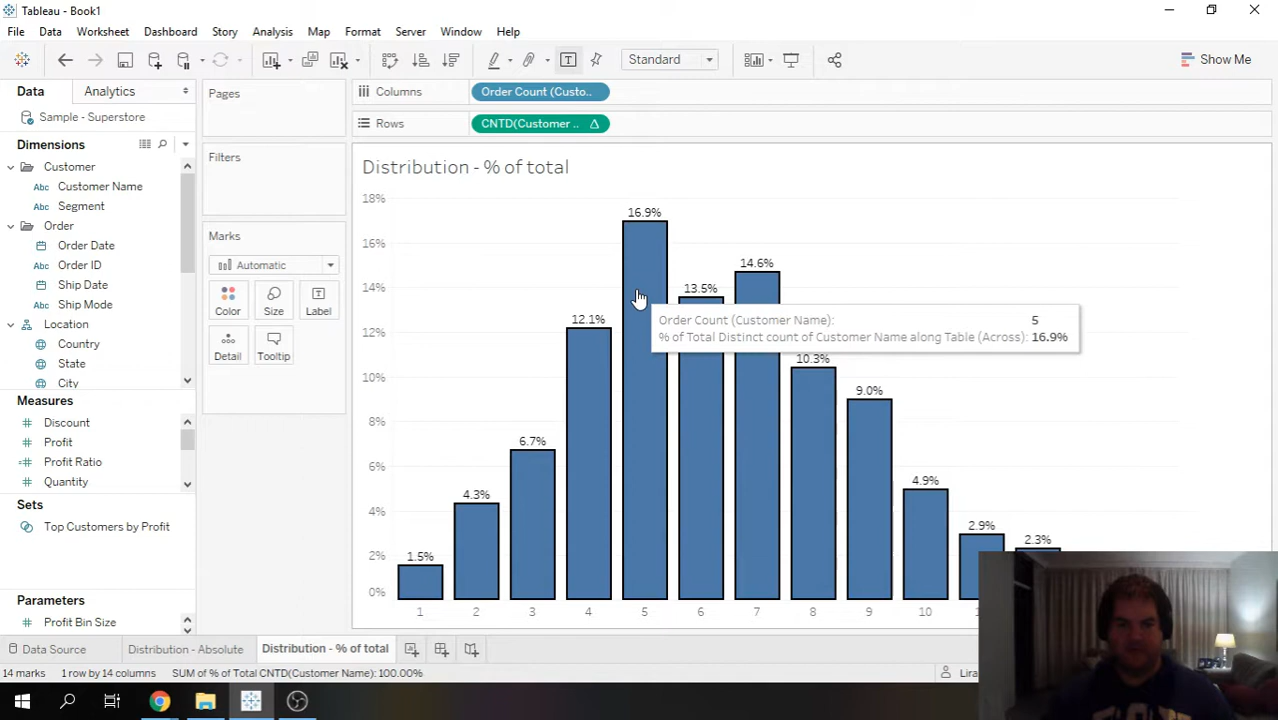 Tableau - Book1
File Data Worksheet Dashboard Story Analysis Map Format Server Window Help
Standard
Show Me
Data Analytics
Pages
Columns Order Count (Custo..
Sample - Superstore
Rows CNTD(Customer ..
Dimensions
Filters
Customer
Abc Customer Name
Abc Segment
Order
Order Date
Abc Order ID
Ship Date
Abc Ship Mode
Location
Country
State
City
Marks
Automatic
Color Size Label
Detail Tooltip
Measures
Discount
Profit
Profit Ratio
Quantity
Sets
Top Customers by Profit
Parameters
Profit Bin Size
Distribution - % of total
18%
16%
14%
12%
10%
8%
6%
4%
2%
0%
1.5% 4.3% 6.7% 12.1% 16.9% 13.5% 14.6% 10.3% 9.0% 4.9% 2.9% 2.3%
Order Count (Customer Name): 5
% of Total Distinct count of Customer Name along Table (Across): 16.9%
1 2 3 4 5 6 7 8 9 10
Data Source Distribution - Absolute Distribution - % of total
14 marks 1 row by 14 columns SUM of % of Total CNTD(Customer Name): 100.00%